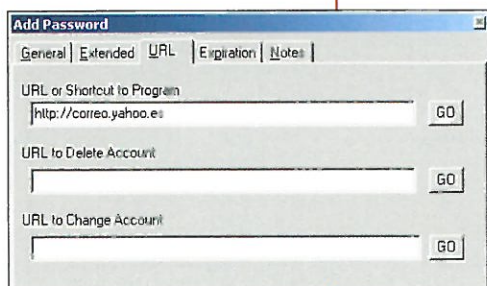 Add Password
General Extended URL Expiration Notes
URL or Shortcut to Program
http://correo.yahoo.es GO
URL to Delete Account
GO
URL to Change Account
GO